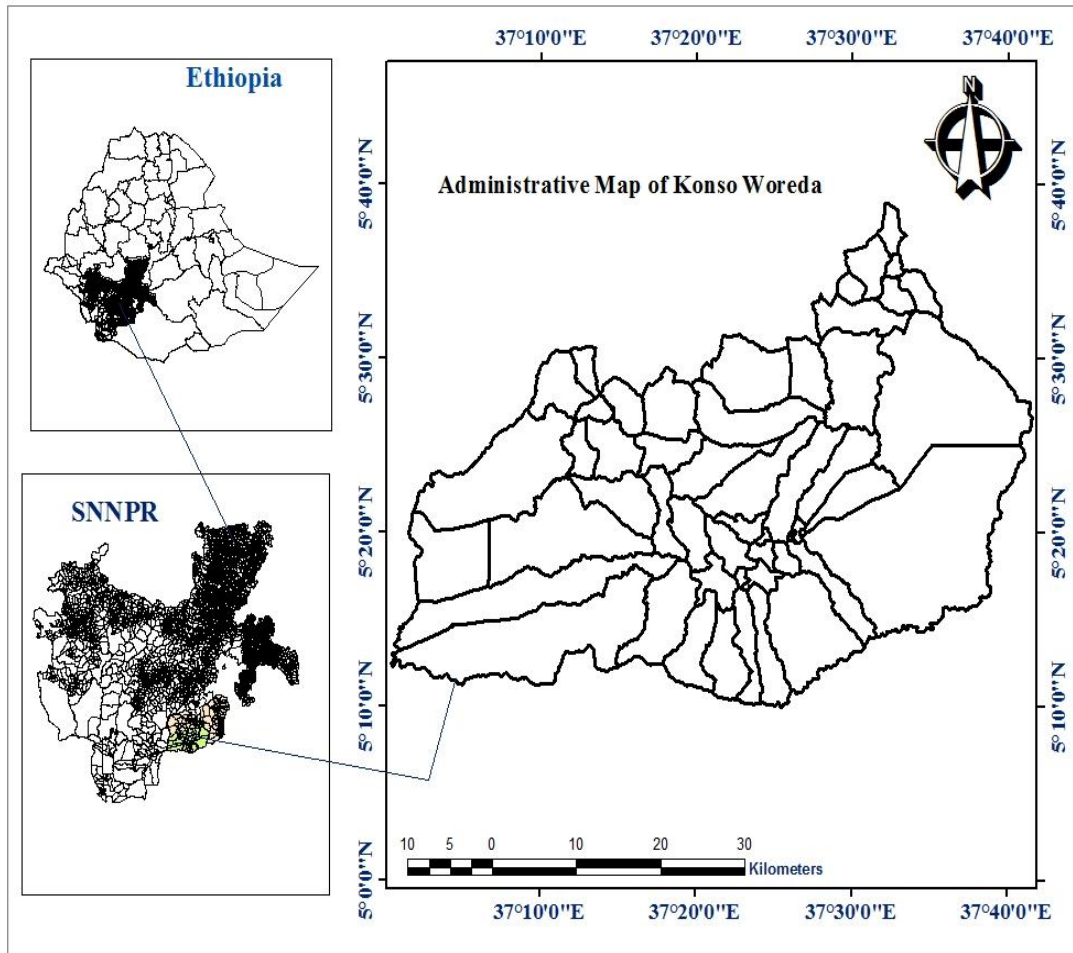 37°10'0"E 37°20'0"E 37°30'0"E 37°40'0"E
Ethiopia
N
Administrative Map of Konso Woreda
5°40'0"N 5°40'0"N
5°30'0"N 5°30'0"N
SNNPR
5°20'0"N 5°20'0"N
5°10'0"N 5°10'0"N
10 5 0 10 20 30
Kilometers
5°0'0"N 5°0'0"N
37°10'0"E 37°20'0"E 37°30'0"E 37°40'0"E